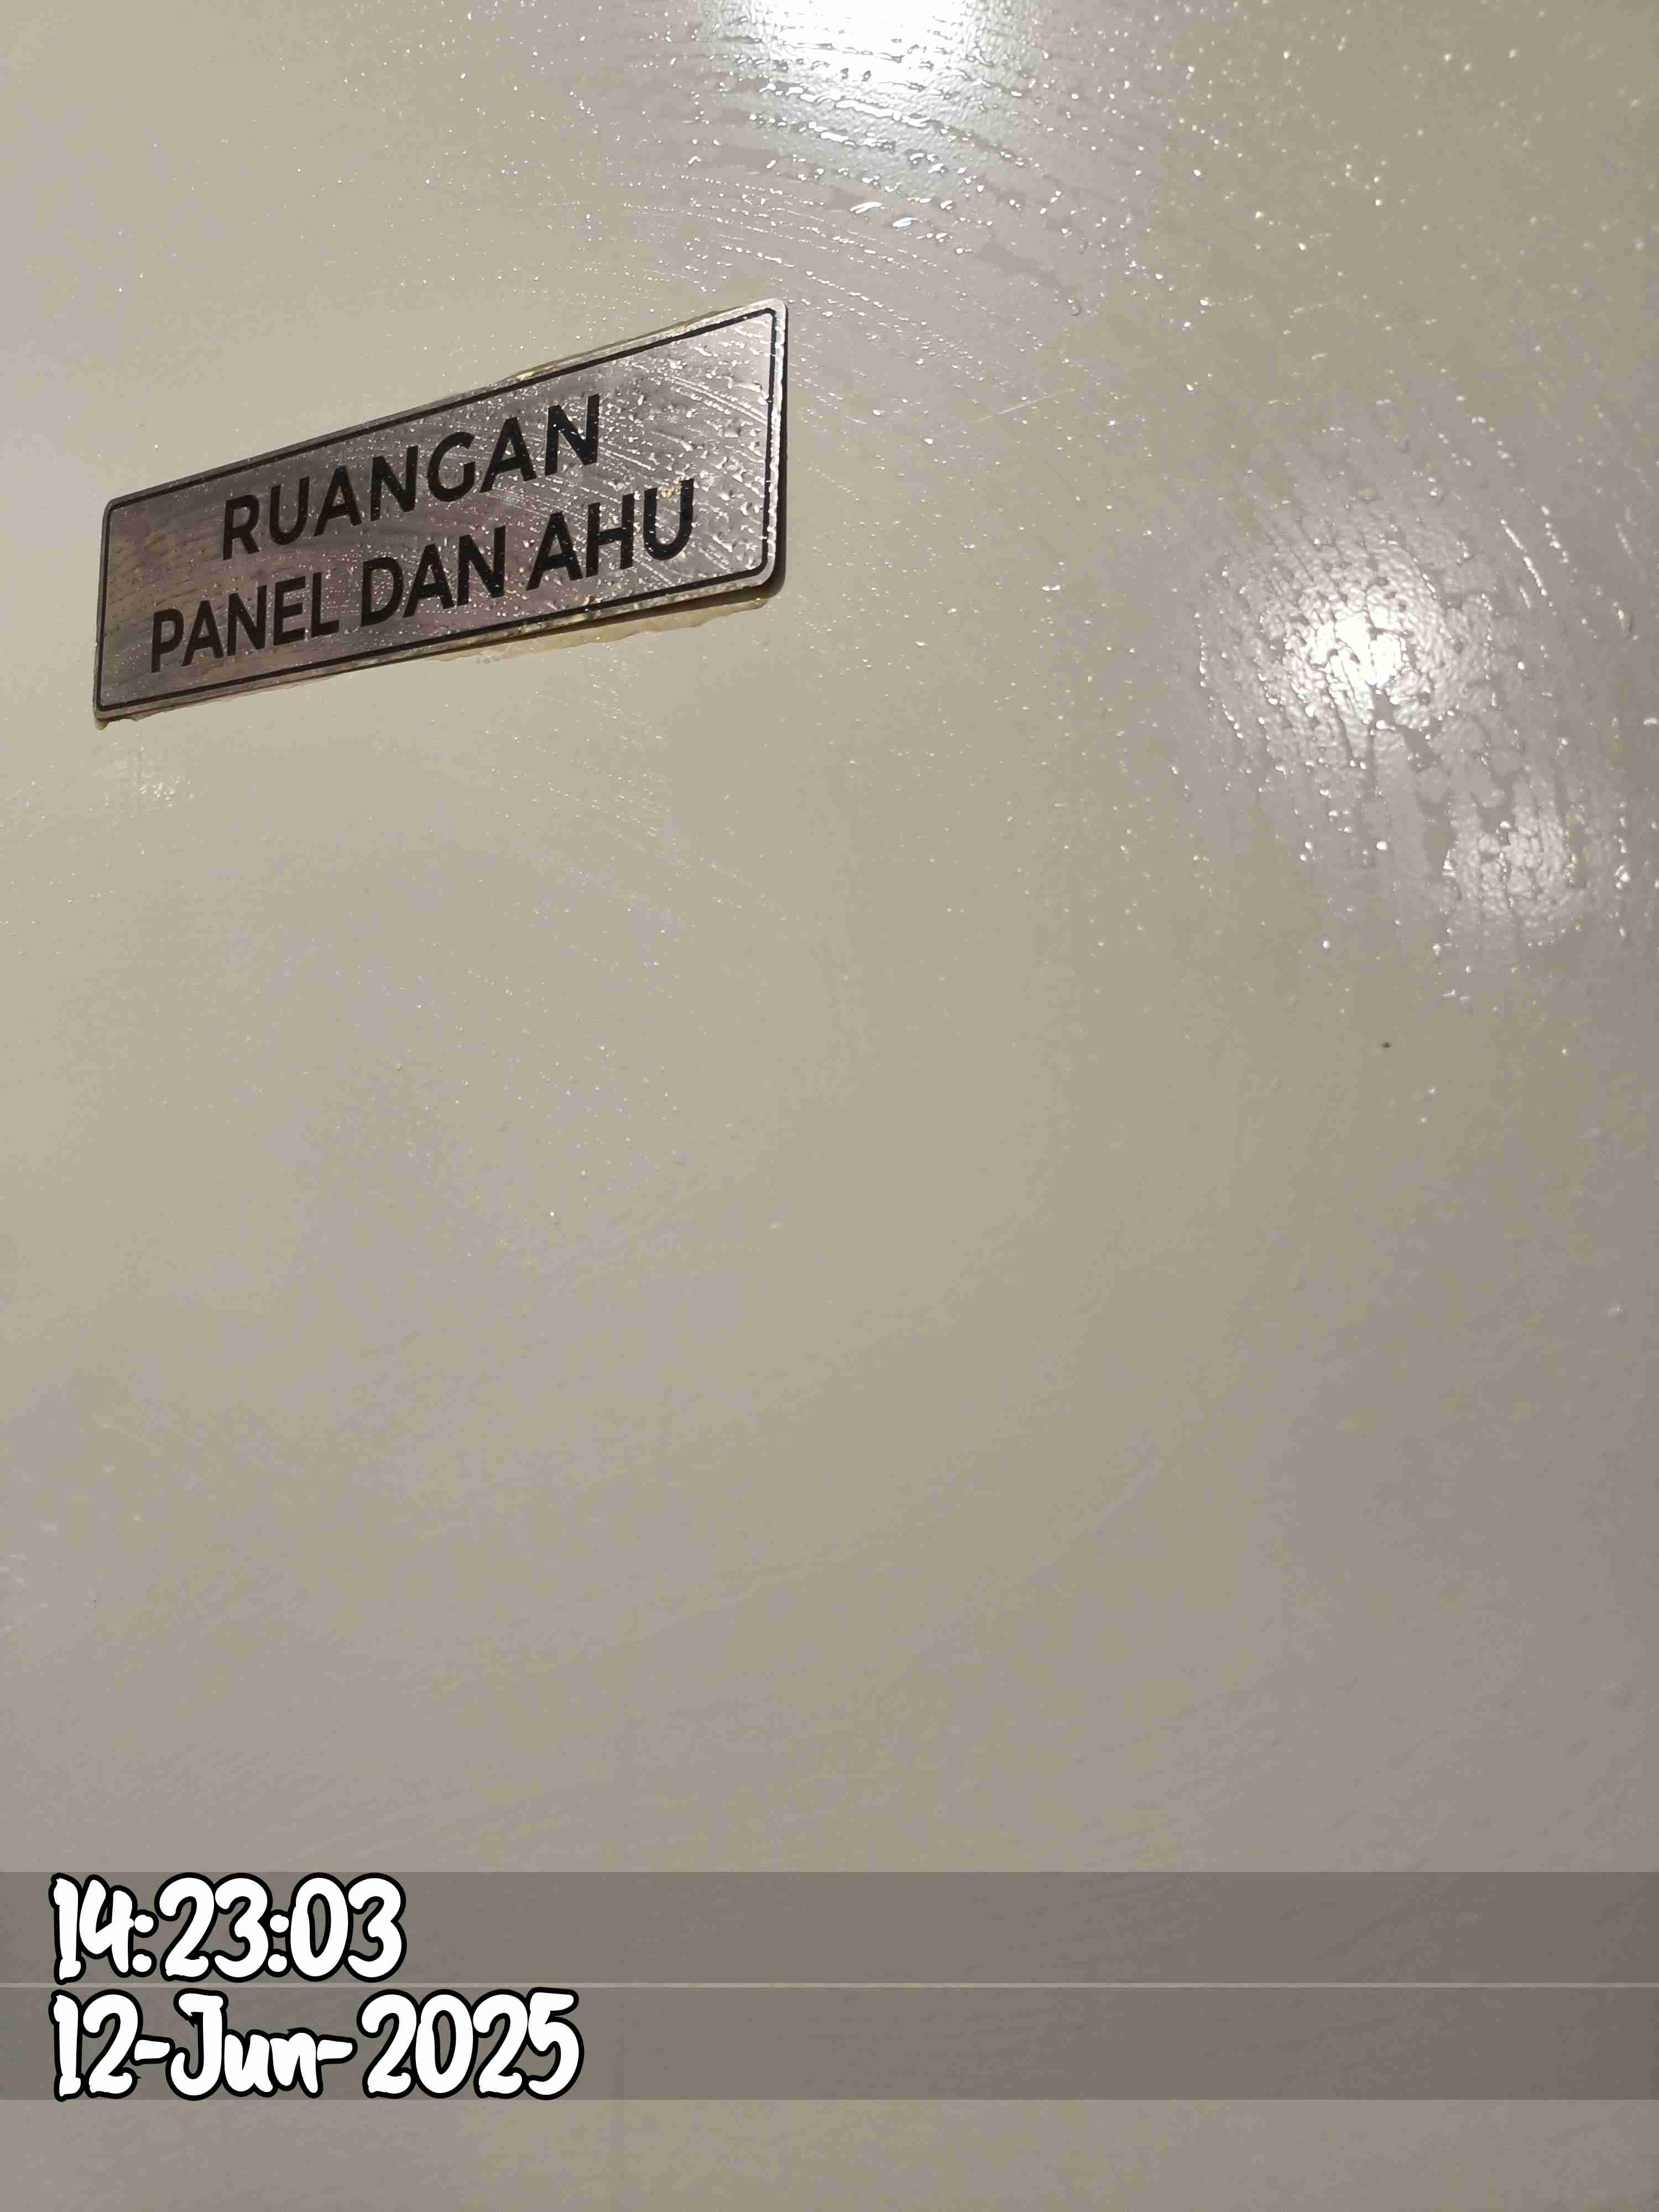 RUANGAN
PANEL DAN AHU
14:23:03
12-Jun-2025